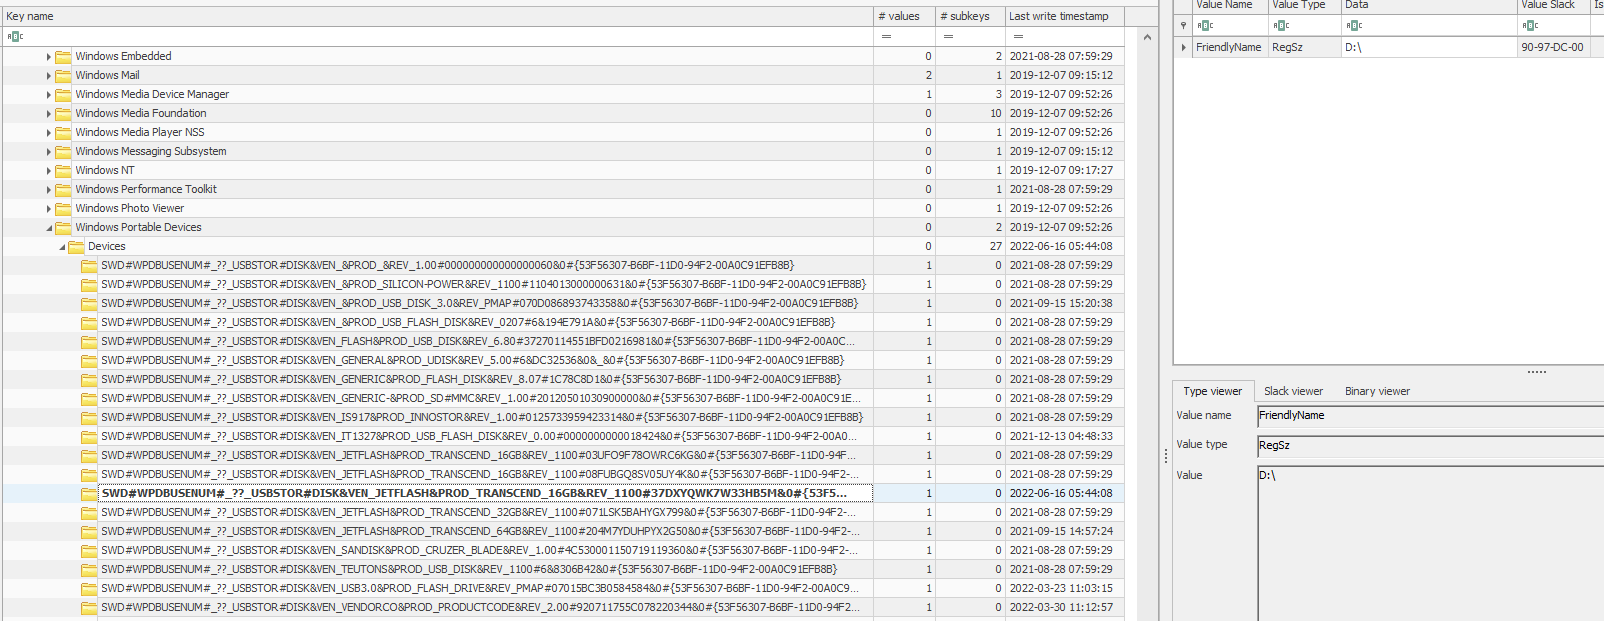 Key name # values # subkeys Last write timestamp
= = =
Windows Embedded 0 2 2021-08-28 07:59:29
Windows Mail 2 1 2019-12-07 09:15:12
Windows Media Device Manager 1 3 2019-12-07 09:52:26
Windows Media Foundation 0 10 2019-12-07 09:52:26
Windows Media Player NSS 0 1 2019-12-07 09:52:26
Windows Messaging Subsystem 0 1 2019-12-07 09:15:12
Windows NT 0 1 2019-12-07 09:17:27
Windows Performance Toolkit 0 1 2021-08-28 07:59:29
Windows Photo Viewer 0 1 2019-12-07 09:52:26
Windows Portable Devices 0 2 2019-12-07 09:52:26
Devices 0 27 2022-06-16 05:44:08
SWD#WPDBUSENUM#_??_USBSTOR#DISK&VEN_&PROD_&REV_1.00#000000000000000060&0#{53F56307-B6BF-11D0-94F2-00A0C91EFB8B} 1 0 2021-08-28 07:59:29
SWD#WPDBUSENUM#_??_USBSTOR#DISK&VEN_&PROD_SILICON-POWER&REV_1100#1104013000000631&0#{53F56307-B6BF-11D0-94F2-00A0C91EFB8B} 1 0 2021-08-28 07:59:29
SWD#WPDBUSENUM#_??_USBSTOR#DISK&VEN_&PROD_USB_DISK_3.0&REV_PMAP#070D086893743358&0#{53F56307-B6BF-11D0-94F2-00A0C91EFB8B} 1 0 2021-09-15 15:20:38
SWD#WPDBUSENUM#_??_USBSTOR#DISK&VEN_&PROD_USB_FLASH_DISK&REV_0207#6&194E791A&0#{53F56307-B6BF-11D0-94F2-00A0C91EFB8B} 1 0 2021-08-28 07:59:29
SWD#WPDBUSENUM#_??_USBSTOR#DISK&VEN_FLASH&PROD_USB_DISK&REV_6.80#37270114551BFD0216981&0#{53F56307-B6BF-11D0-94F2-00A0C... 1 0 2021-08-28 07:59:29
SWD#WPDBUSENUM#_??_USBSTOR#DISK&VEN_GENERAL&PROD_UDISK&REV_5.00#6&DC32536&0&_&0#{53F56307-B6BF-11D0-94F2-00A0C91EFB8B} 1 0 2021-08-28 07:59:29
SWD#WPDBUSENUM#_??_USBSTOR#DISK&VEN_GENERIC&PROD_FLASH_DISK&REV_8.07#1C78C8D1&0#{53F56307-B6BF-11D0-94F2-00A0C91EFB8B} 1 0 2021-08-28 07:59:29
SWD#WPDBUSENUM#_??_USBSTOR#DISK&VEN_GENERIC-&PROD_SD#MMC&REV_1.00#20120501030900000&0#{53F56307-B6BF-11D0-94F2-00A0C91E... 1 0 2021-08-28 07:59:29
SWD#WPDBUSENUM#_??_USBSTOR#DISK&VEN_IS917&PROD_INNOSTOR&REV_1.00#0125733959423314&0#{53F56307-B6BF-11D0-94F2-00A0C91EFB8B} 1 0 2021-08-28 07:59:29
SWD#WPDBUSENUM#_??_USBSTOR#DISK&VEN_IT1327&PROD_USB_FLASH_DISK&REV_0.00#0000000000018424&0#{53F56307-B6BF-11D0-94F2-00A0... 1 0 2021-12-13 04:48:33
SWD#WPDBUSENUM#_??_USBSTOR#DISK&VEN_JETFLASH&PROD_TRANSCEND_16GB&REV_1100#03UFO9F78OWRC6KG&0#{53F56307-B6BF-11D0-94F... 1 0 2021-08-28 07:59:29
SWD#WPDBUSENUM#_??_USBSTOR#DISK&VEN_JETFLASH&PROD_TRANSCEND_16GB&REV_1100#08FUBGQ8SV05UY4K&0#{53F56307-B6BF-11D0-94F2-... 1 0 2021-08-28 07:59:29
SWD#WPDBUSENUM#_??_USBSTOR#DISK&VEN_JETFLASH&PROD_TRANSCEND_16GB&REV_1100#37DXYQWK7W33HB5M&0#{53F5... 1 0 2022-06-16 05:44:08
SWD#WPDBUSENUM#_??_USBSTOR#DISK&VEN_JETFLASH&PROD_TRANSCEND_32GB&REV_1100#071LSK5BAHYGX799&0#{53F56307-B6BF-11D0-94F2-... 1 0 2021-08-28 07:59:29
SWD#WPDBUSENUM#_??_USBSTOR#DISK&VEN_JETFLASH&PROD_TRANSCEND_64GB&REV_1100#204M7YDUHPYX2G50&0#{53F56307-B6BF-11D0-94F2-... 1 0 2021-09-15 14:57:24
SWD#WPDBUSENUM#_??_USBSTOR#DISK&VEN_SANDISK&PROD_CRUZER_BLADE&REV_1.00#4C530001150719119360&0#{53F56307-B6BF-11D0-94F2-... 1 0 2021-08-28 07:59:29
SWD#WPDBUSENUM#_??_USBSTOR#DISK&VEN_TEUTONS&PROD_USB_DISK&REV_1100#6&8306B42&0#{53F56307-B6BF-11D0-94F2-00A0C91EFB8B} 1 0 2021-08-28 07:59:29
SWD#WPDBUSENUM#_??_USBSTOR#DISK&VEN_USB3.0&PROD_FLASH_DRIVE&REV_PMAP#07015BC3B0584584&0#{53F56307-B6BF-11D0-94F2-00A0C9... 1 0 2022-03-23 11:03:15
SWD#WPDBUSENUM#_??_USBSTOR#DISK&VEN_VENDORCO&PROD_PRODUCTCODE&REV_2.00#920711755C078220344&0#{53F56307-B6BF-11D0-94F2-... 1 0 2022-03-30 11:12:57
Value Name Value Type Data Value Slack Is
FriendlyName RegSz D:\ 90-97-DC-00
Type viewer Slack viewer Binary viewer
Value name FriendlyName
Value type RegSz
Value D:\